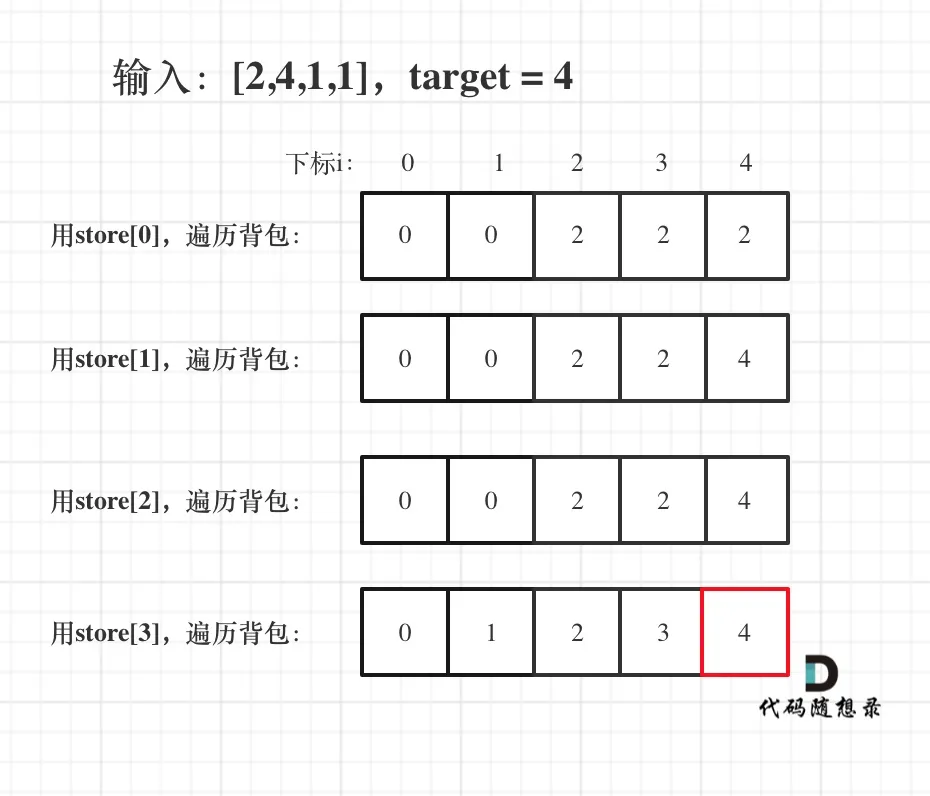 输入：[2,4,1,1]，target = 4
下标i： 0 1 2 3 4
用store[0]，遍历背包： 0 0 2 2 2
用store[1]，遍历背包： 0 0 2 2 4
用store[2]，遍历背包： 0 0 2 2 4
用store[3]，遍历背包： 0 1 2 3 4
代码随想录